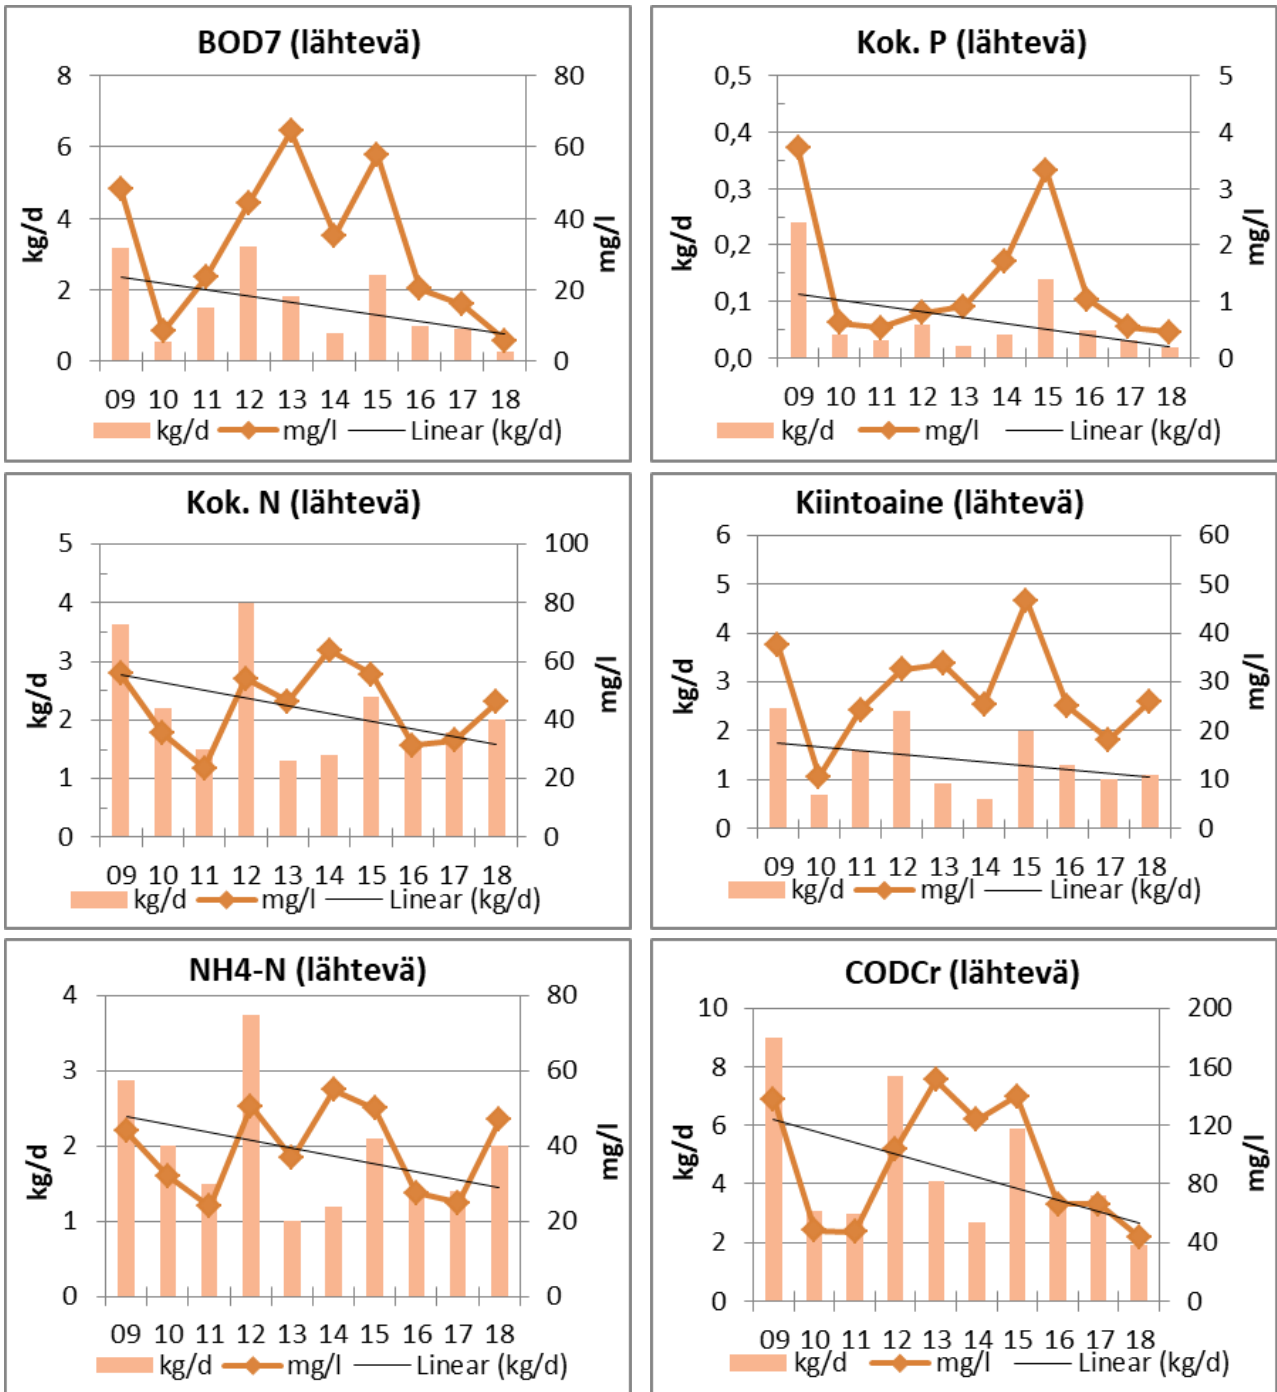 BOD7 (lähtevä)
8 80
6 60
4 40
2 20
0 0
kg/d mg/l
09 10 11 12 13 14 15 16 17 18
kg/d mg/l Linear (kg/d)
Kok. P (lähtevä)
0,5 5
0,4 4
0,3 3
0,2 2
0,1 1
0,0 0
kg/d mg/l
09 10 11 12 13 14 15 16 17 18
kg/d mg/l Linear (kg/d)
Kok. N (lähtevä)
5 100
4 80
3 60
2 40
1 20
0 0
kg/d mg/l
09 10 11 12 13 14 15 16 17 18
kg/d mg/l Linear (kg/d)
Kiintoaine (lähtevä)
6 60
5 50
4 40
3 30
2 20
1 10
0 0
kg/d mg/l
09 10 11 12 13 14 15 16 17 18
kg/d mg/l Linear (kg/d)
NH4-N (lähtevä)
4 80
3 60
2 40
1 20
0 0
kg/d mg/l
09 10 11 12 13 14 15 16 17 18
kg/d mg/l Linear (kg/d)
CODCr (lähtevä)
10 200
8 160
6 120
4 80
2 40
0 0
kg/d mg/l
09 10 11 12 13 14 15 16 17 18
kg/d mg/l Linear (kg/d)